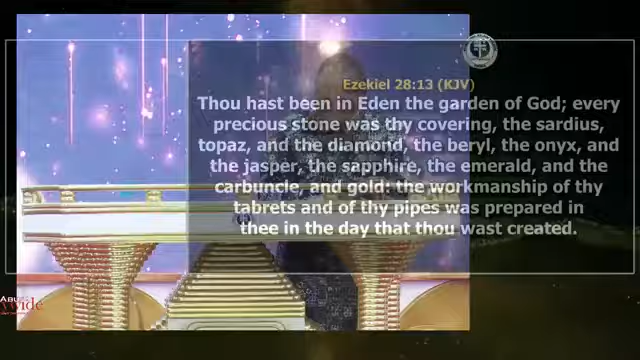 Ezekiel 28:13 (KJV)
Thou hast been in Eden the garden of God; every
precious stone was thy covering, the sardius,
topaz, and the diamond, the beryl, the onyx, and
the jasper, the sapphire, the emerald, and the
carbuncle, and gold: the workmanship of thy
tabrets and of thy pipes was prepared in
thee in the day that thou wast created.